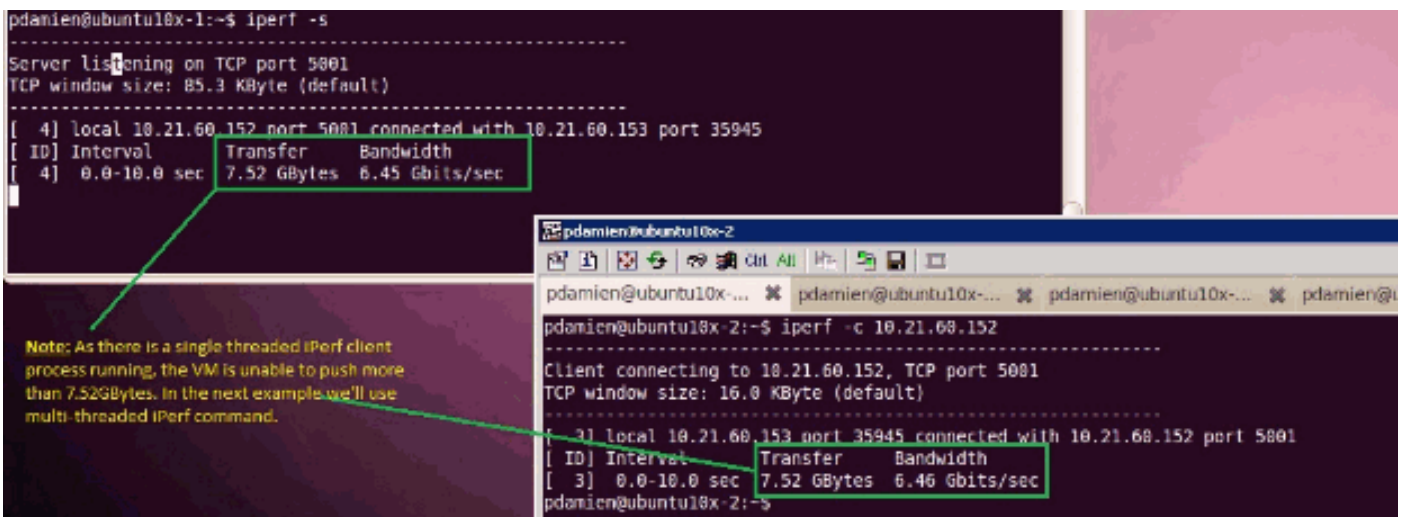 pdamien@ubuntu10x-1:~$ iperf -s
------------------------------------------------------------
Server listening on TCP port 5001
TCP window size: 85.3 KByte (default)
------------------------------------------------------------
[  4] local 10.21.60.152 port 5001 connected with 10.21.60.153 port 35945
[ ID] Interval       Transfer     Bandwidth
[  4]  0.0-10.0 sec  7.52 GBytes  6.45 Gbits/sec
Note: As there is a single threaded IPerf client
process running, the VM is unable to push more
than 7.52GBytes. In the next example we'll use
multi-threaded IPerf command.
pdamien@ubuntu10x-2
Ctrl Alt
pdamien@ubuntu10x-... pdamien@ubuntu10x-... pdamien@ubuntu10x-... pdamien@u
pdamien@ubuntu10x-2:~$ iperf -c 10.21.60.152
------------------------------------------------------------
Client connecting to 10.21.60.152, TCP port 5001
TCP window size: 16.0 KByte (default)
------------------------------------------------------------
[  3] local 10.21.60.153 port 35945 connected with 10.21.60.152 port 5001
[ ID] Interval       Transfer     Bandwidth
[  3]  0.0-10.0 sec  7.52 GBytes  6.46 Gbits/sec
pdamien@ubuntu10x-2:~$